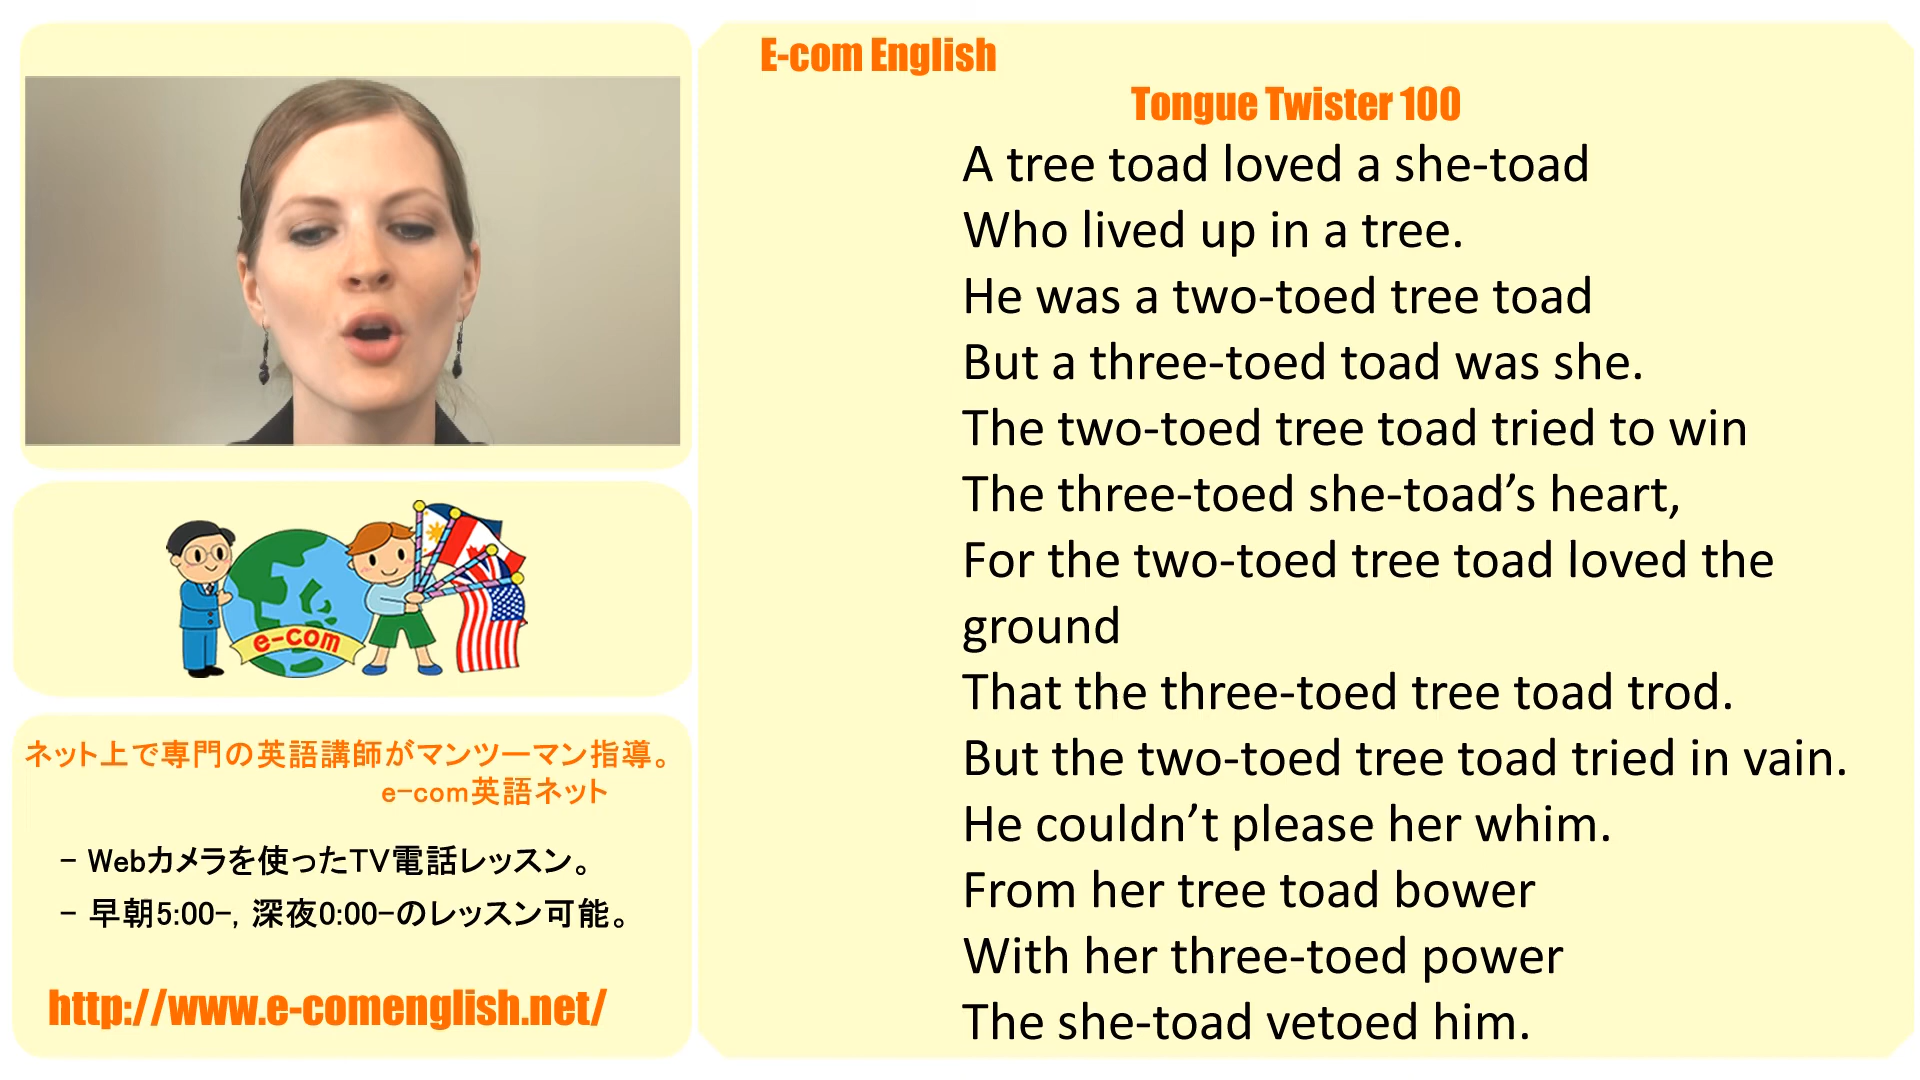 E-com English
Tongue Twister 100
A tree toad loved a she-toad
Who lived up in a tree.
He was a two-toed tree toad
But a three-toed toad was she.
The two-toed tree toad tried to win
The three-toed she-toad’s heart,
For the two-toed tree toad loved the
ground
That the three-toed tree toad trod.
But the two-toed tree toad tried in vain.
He couldn’t please her whim.
From her tree toad bower
With her three-toed power
The she-toad vetoed him.
e-com
ネット上で専門の英語講師がマンツーマン指導。
e-com英語ネット
- Webカメラを使ったTV電話レッスン。
- 早朝5:00-, 深夜0:00-のレッスン可能。
http://www.e-comenglish.net/